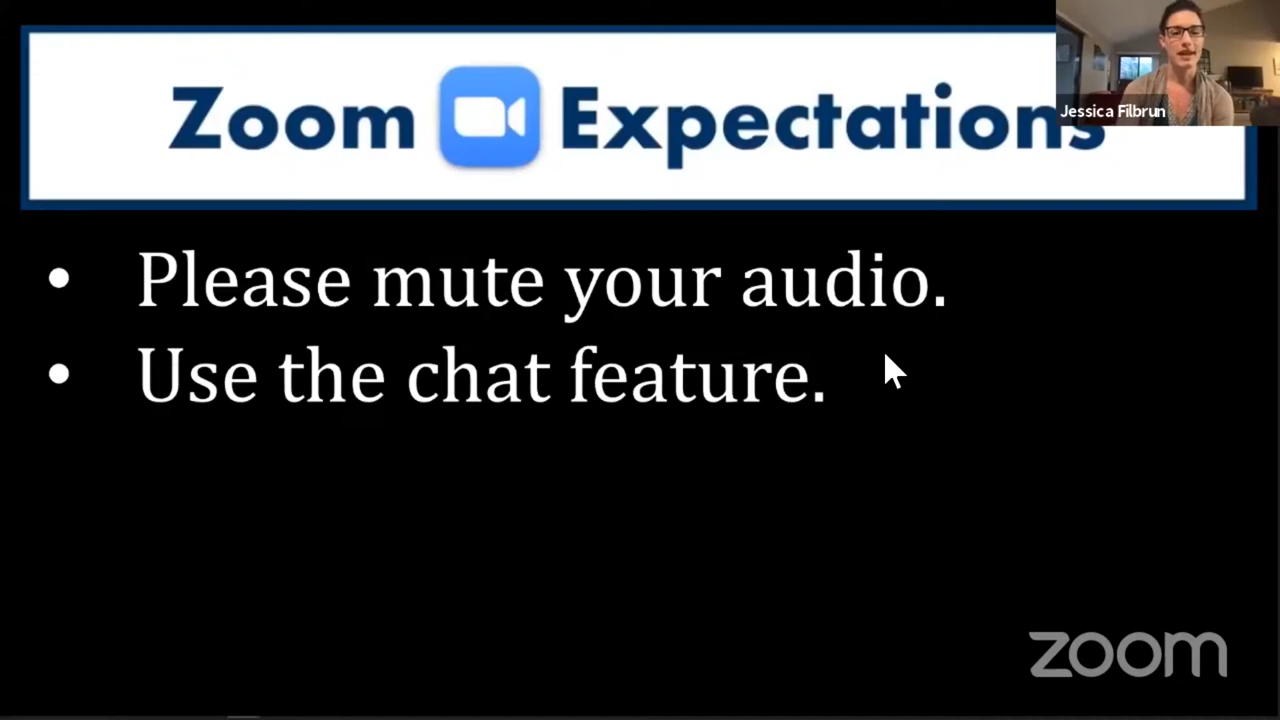 Zoom Expectations
Jessica Filbrun
• Please mute your audio.
• Use the chat feature.
zoom